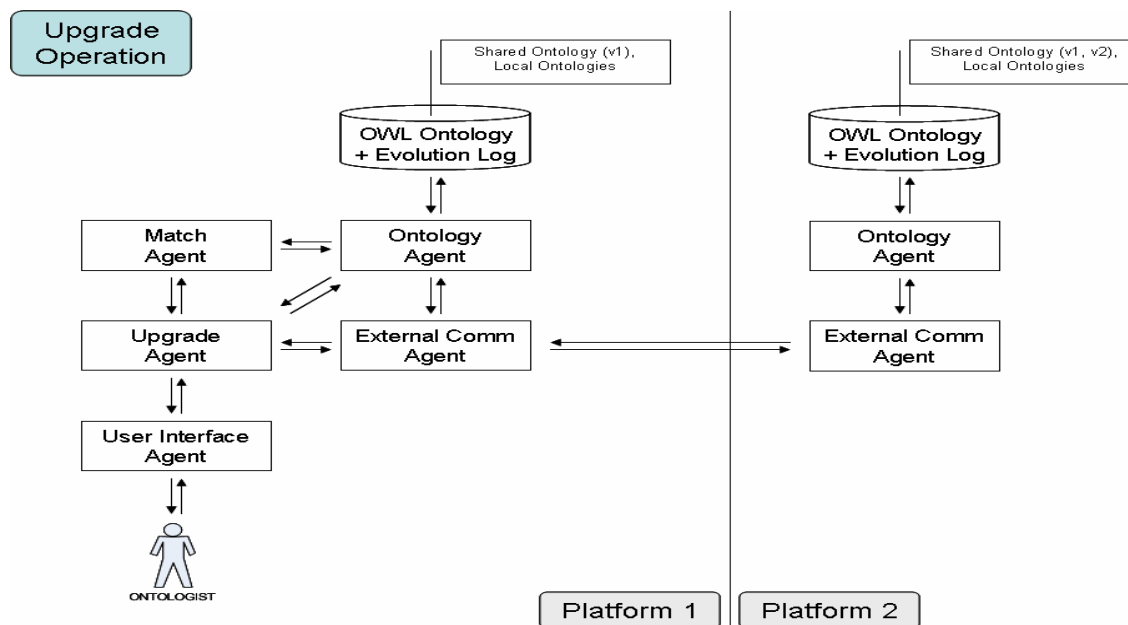 Upgrade
Operation
Shared Ontology (v1),
Local Ontologies
Shared Ontology (v1, v2),
Local Ontologies
OWL Ontology
+ Evolution Log
OWL Ontology
+ Evolution Log
Match
Agent
Ontology
Agent
Ontology
Agent
Upgrade
Agent
External Comm
Agent
External Comm
Agent
User Interface
Agent
ONTOLOGIST
Platform 1
Platform 2